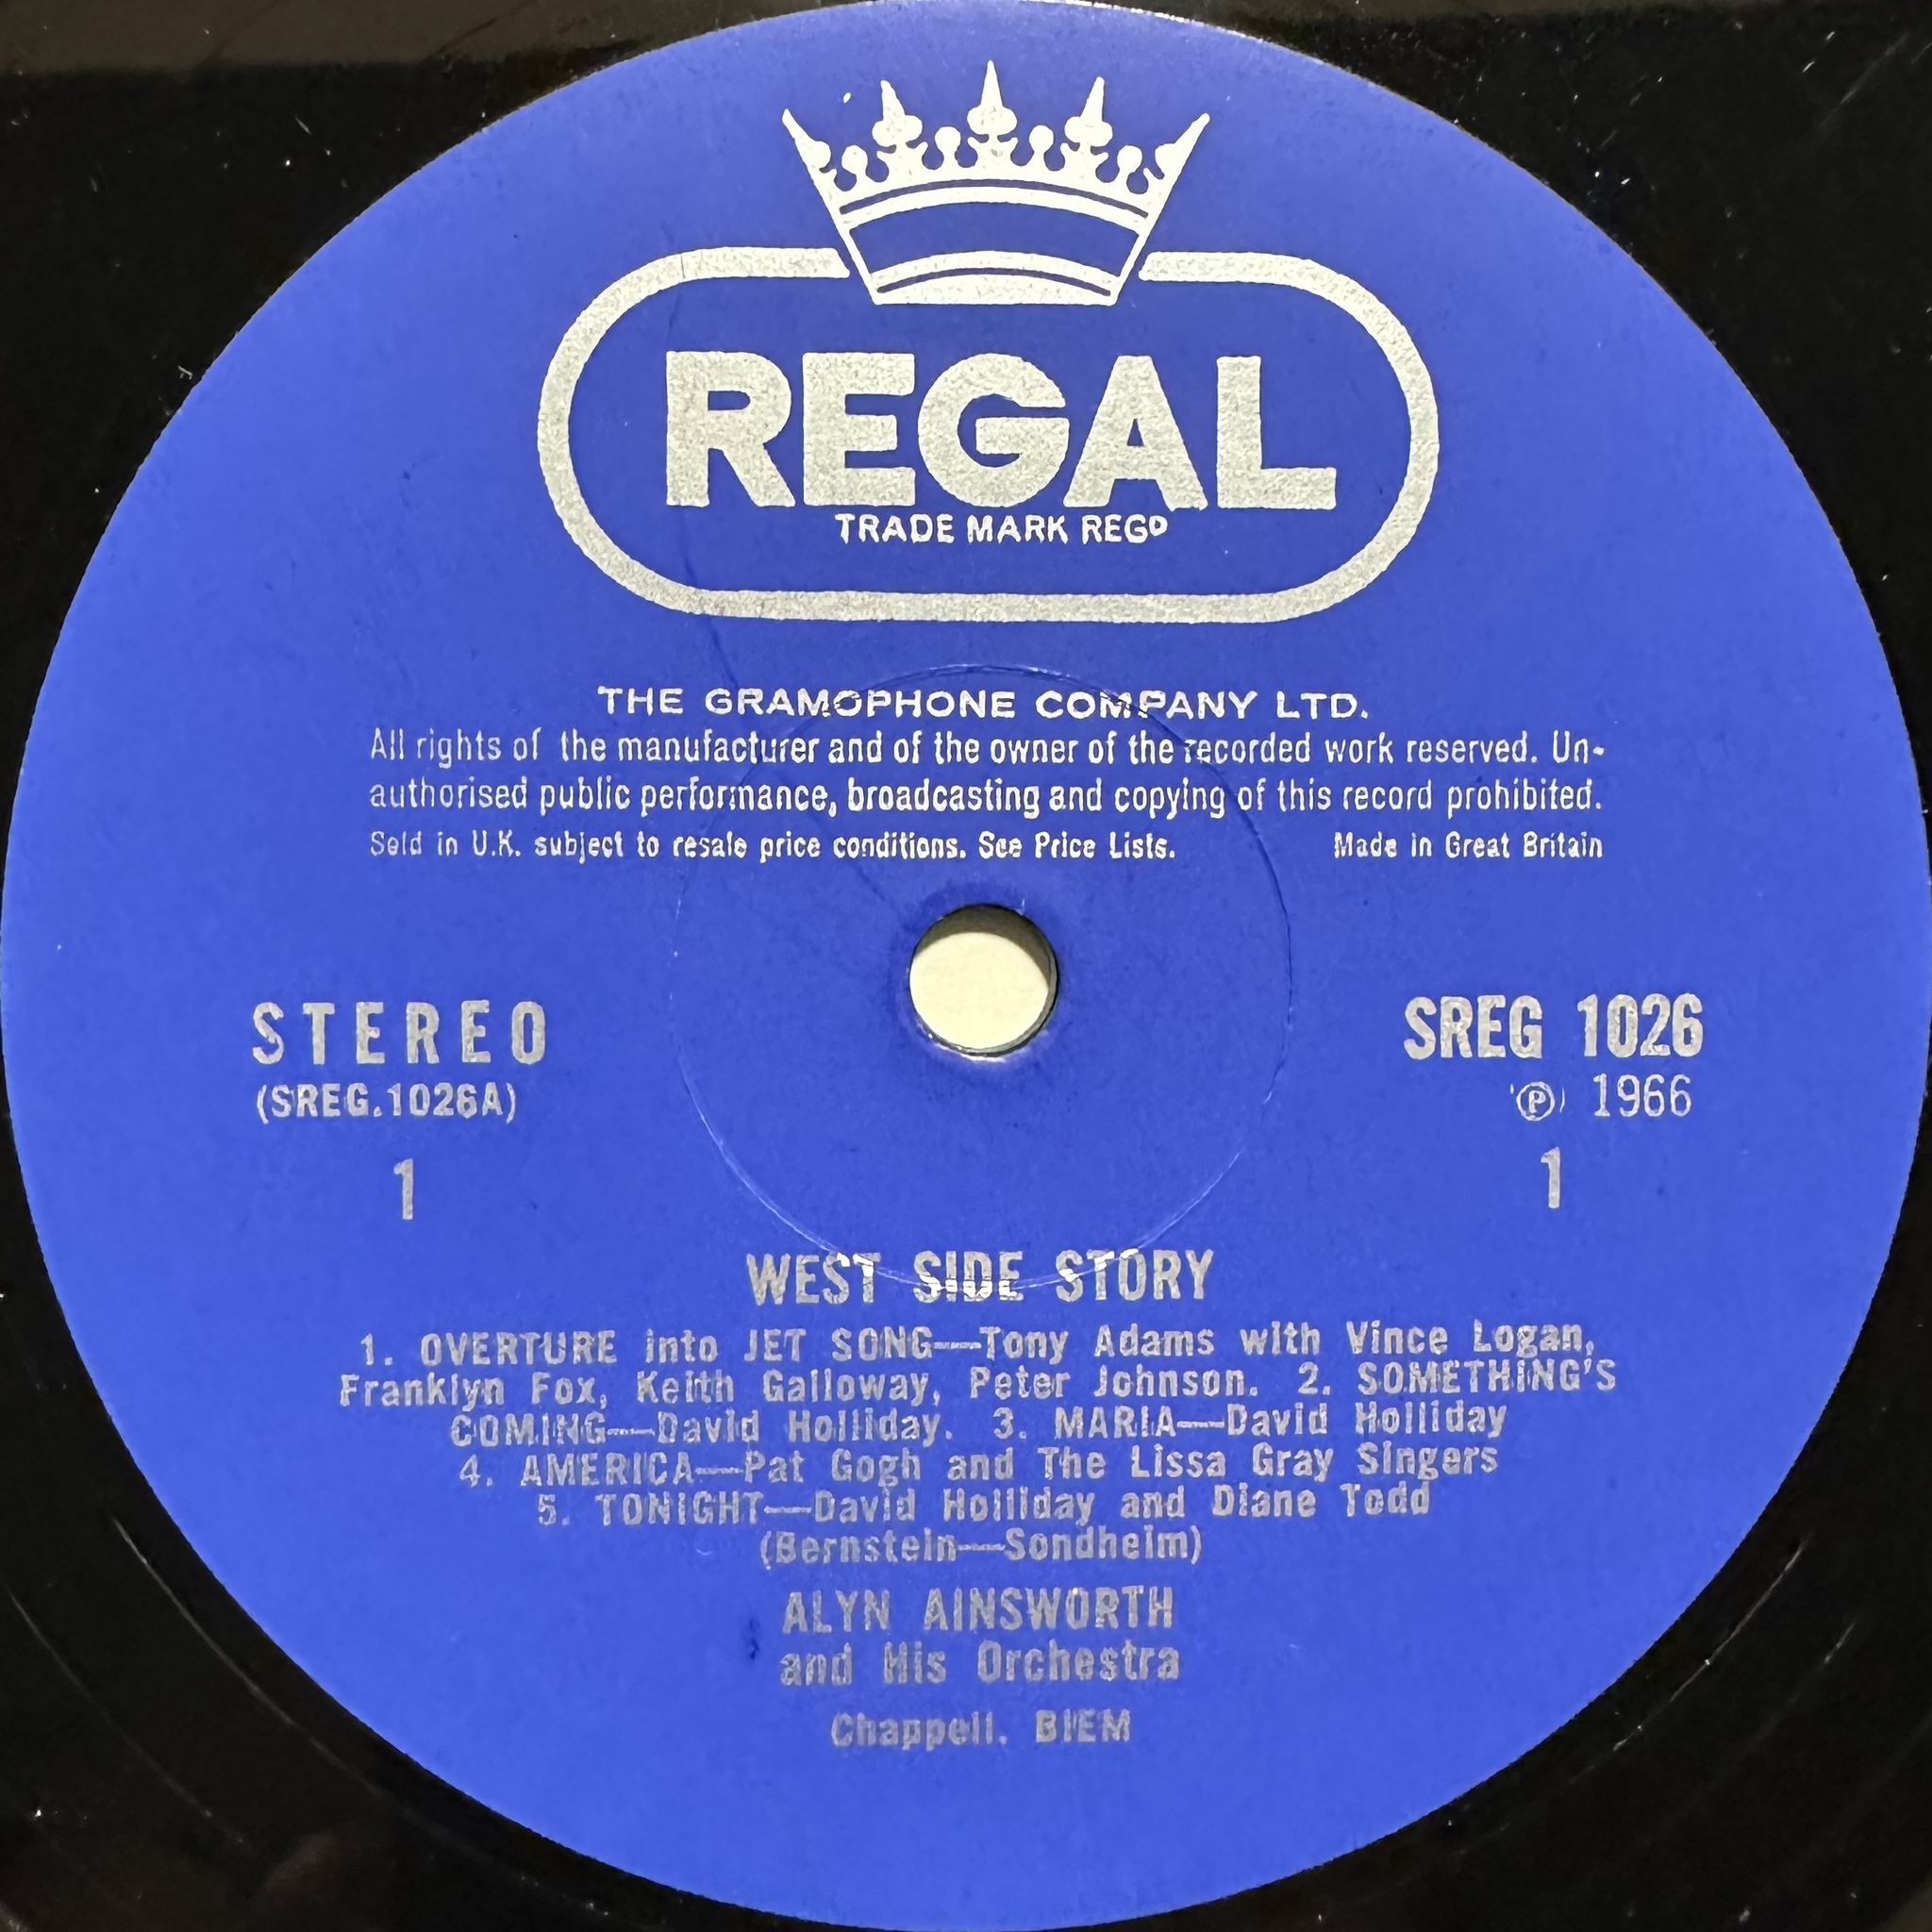 REGAL
TRADE MARK REGD
THE GRAMOPHONE COMPANY LTD.
All rights of the manufacturer and of the owner of the recorded work reserved. Un-
authorised public performance, broadcasting and copying of this record prohibited.
Sold in U.K. subject to resale price conditions. See Price Lists. Made in Great Britain
STEREO
(SREG.1026A)
1
SREG 1026
Ⓟ 1966
1
WEST SIDE STORY
1. OVERTURE into JET SONG—Tony Adams with Vince Logan,
Franklyn Fox, Keith Galloway, Peter Johnson. 2. SOMETHING'S
COMING—David Holliday. 3. MARIA—David Holliday
4. AMERICA—Pat Gogh and The Lissa Gray Singers
5. TONIGHT—David Holliday and Diane Todd
(Bernstein—Sondheim)
ALYN AINSWORTH
and His Orchestra
Chappell. BIEM